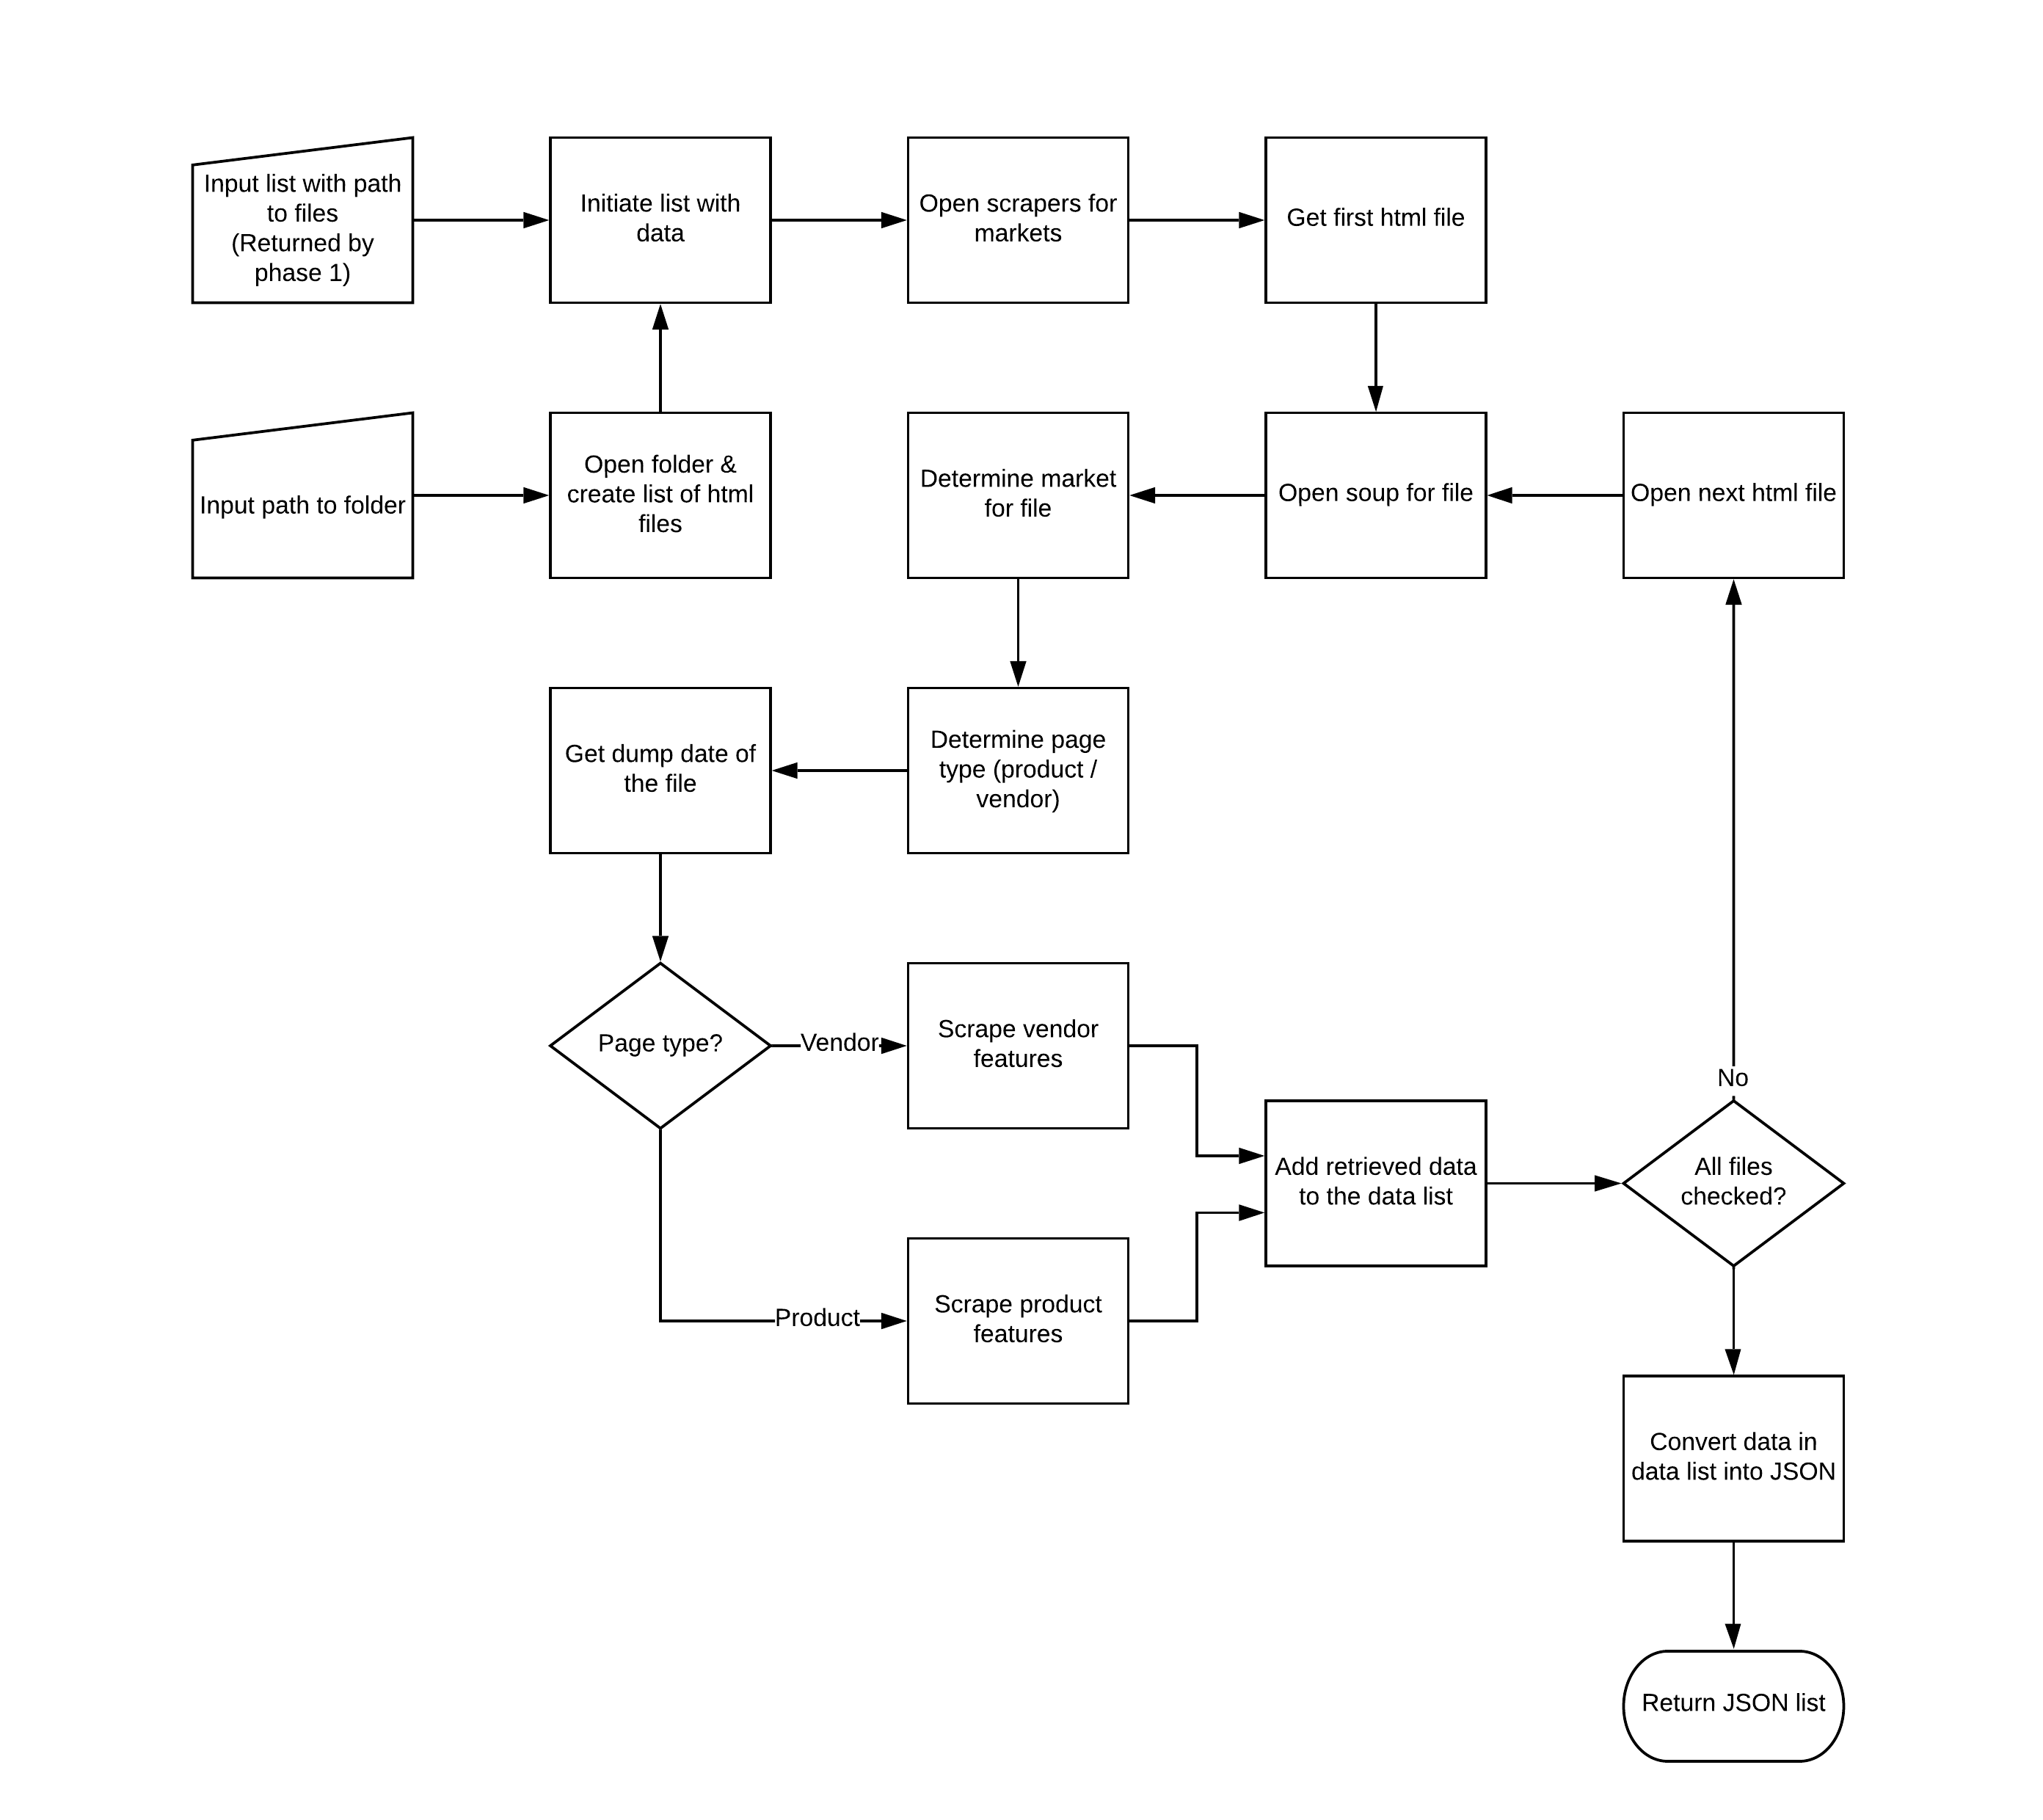 Input list with path
to files
(Returned by
phase 1)
Initiate list with
data
Open scrapers for
markets
Get first html file
Input path to folder
Open folder &
create list of html
files
Determine market
for file
Open soup for file
Open next html file
Get dump date of
the file
Determine page
type (product /
vendor)
Page type?
Vendor
Scrape vendor
features
No
Add retrieved data
to the data list
All files
checked?
Product
Scrape product
features
Convert data in
data list into JSON
Return JSON list